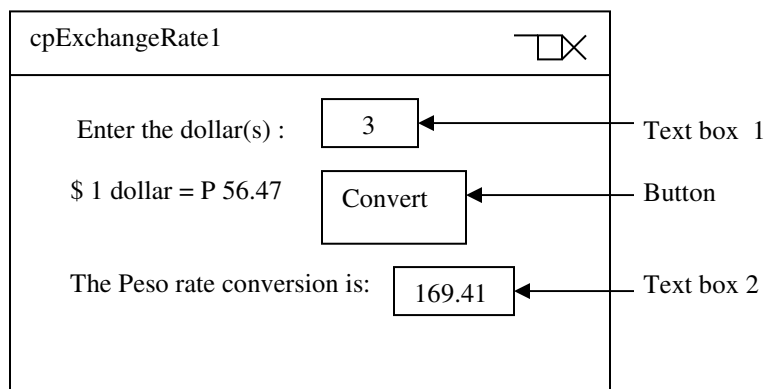 cpExchangeRate1
Enter the dollar(s) : 3 Text box 1
$ 1 dollar = P 56.47 Convert Button
The Peso rate conversion is: 169.41 Text box 2